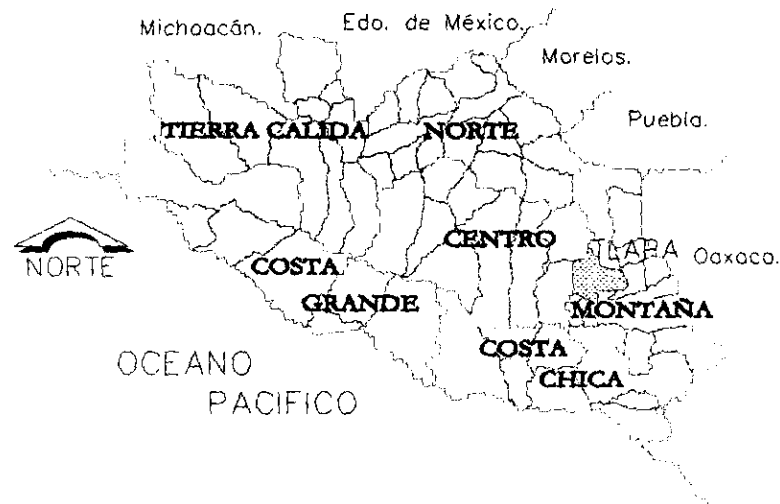 Michoacán.
Edo. de México.
Morelos.
Puebla.
TIERRA CALIDA
NORTE
CENTRO
TLAPA
Oaxaca.
NORTE
COSTA
GRANDE
MONTAÑA
COSTA
CHICA
OCEANO
PACIFICO